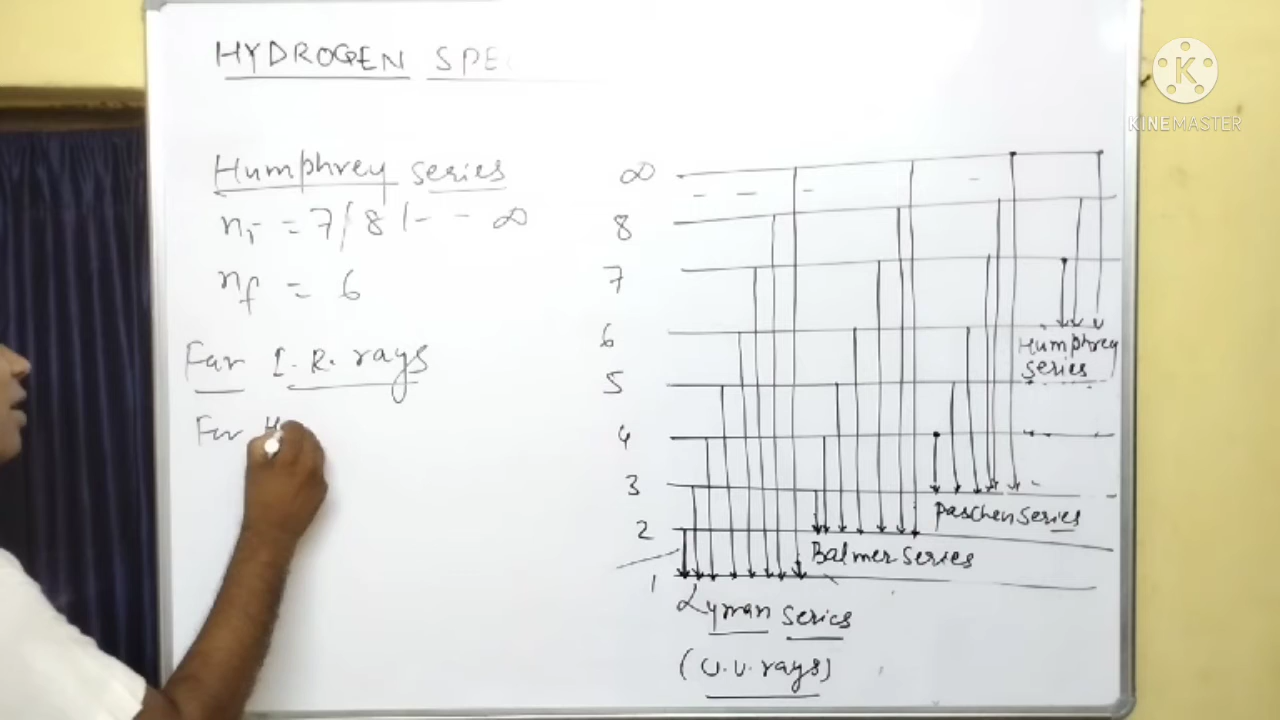 HYDROGEN SPE
Humphrey series
ni = 7/8/- - ∞
nf = 6
Far I.R. rays
Far
∞
8
7
6
5
4
3
2
1
Humphrey
series
Paschen series
Balmer series
Lyman series
(U.V. rays)
K
KINEMASTER